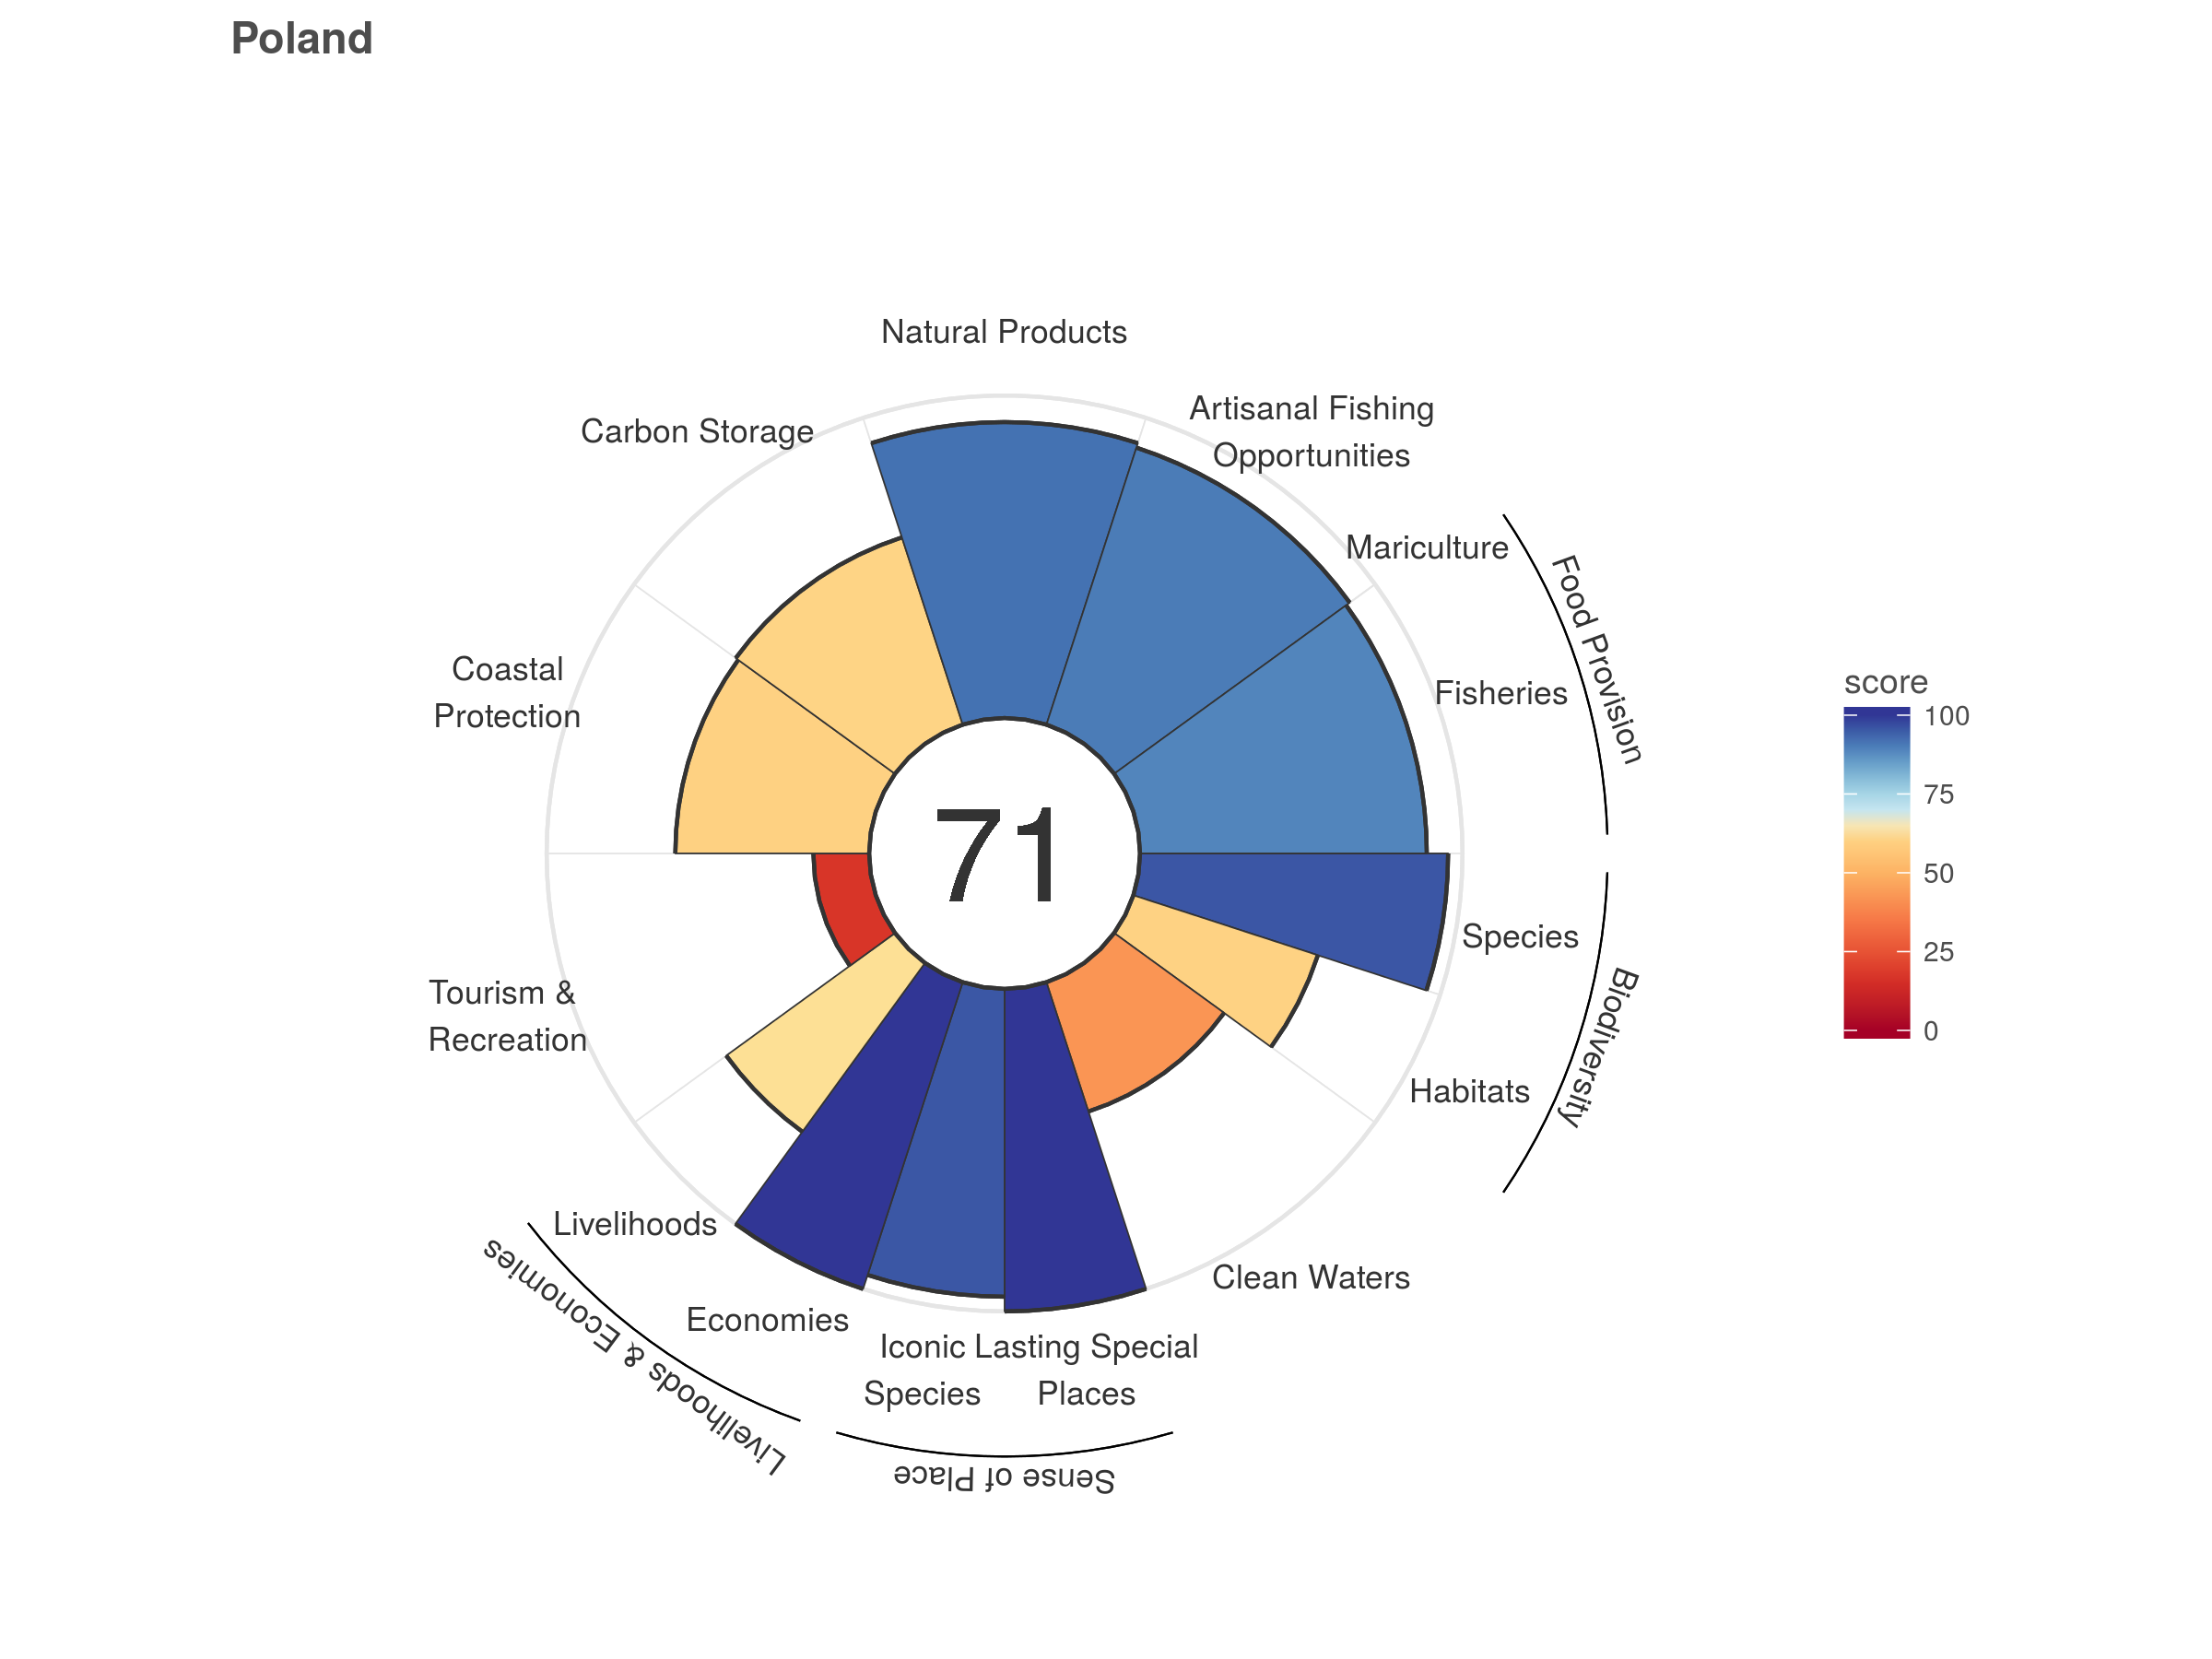 Poland
Natural Products
Artisanal Fishing
Opportunities
Carbon Storage
Mariculture
Food Provision
Fisheries
Coastal
Protection
score
100
75
50
25
0
71
Species
Biodiversity
Tourism &
Recreation
Habitats
Livelihoods
Clean Waters
Economies
Livelihoods & Economies
Iconic
Species
Lasting Special
Places
Sense of Place